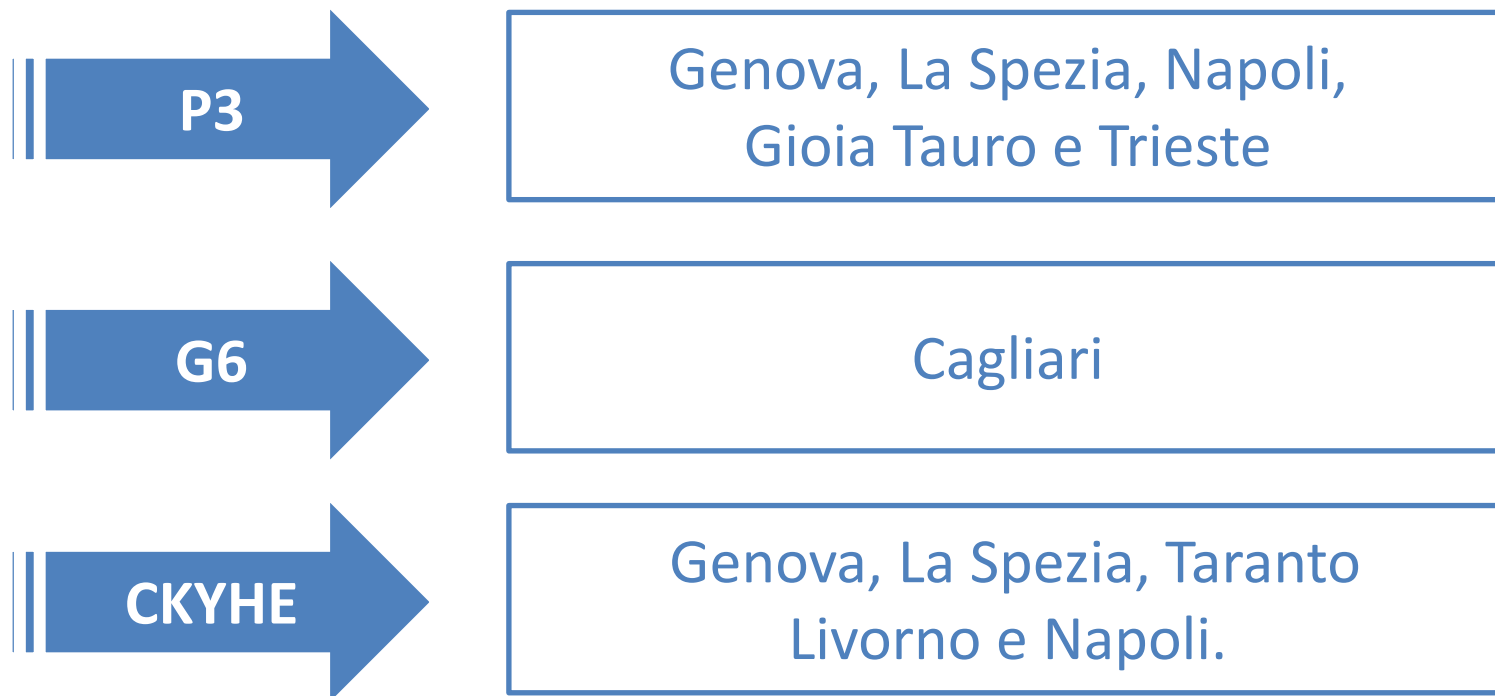 P3
Genova, La Spezia, Napoli,
Gioia Tauro e Trieste
G6
Cagliari
CKYHE
Genova, La Spezia, Taranto
Livorno e Napoli.